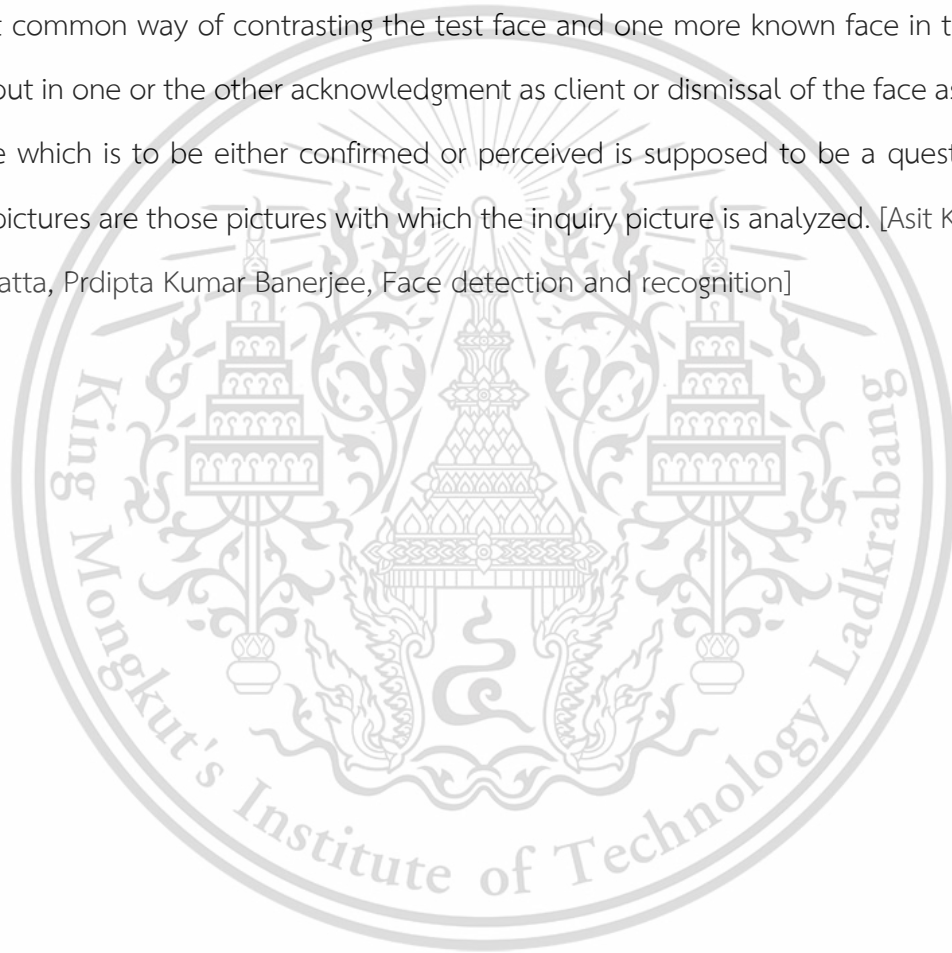 common way of contrasting the test face and one more known face in t
out in one or the other acknowledgment as client or dismissal of the face as
e which is to be either confirmed or perceived is supposed to be a quest
pictures are those pictures with which the inquiry picture is analyzed. [Asit K
atta, Prdipta Kumar Banerjee, Face detection and recognition]
King Mongkut's Institute of Technology Ladkrabang